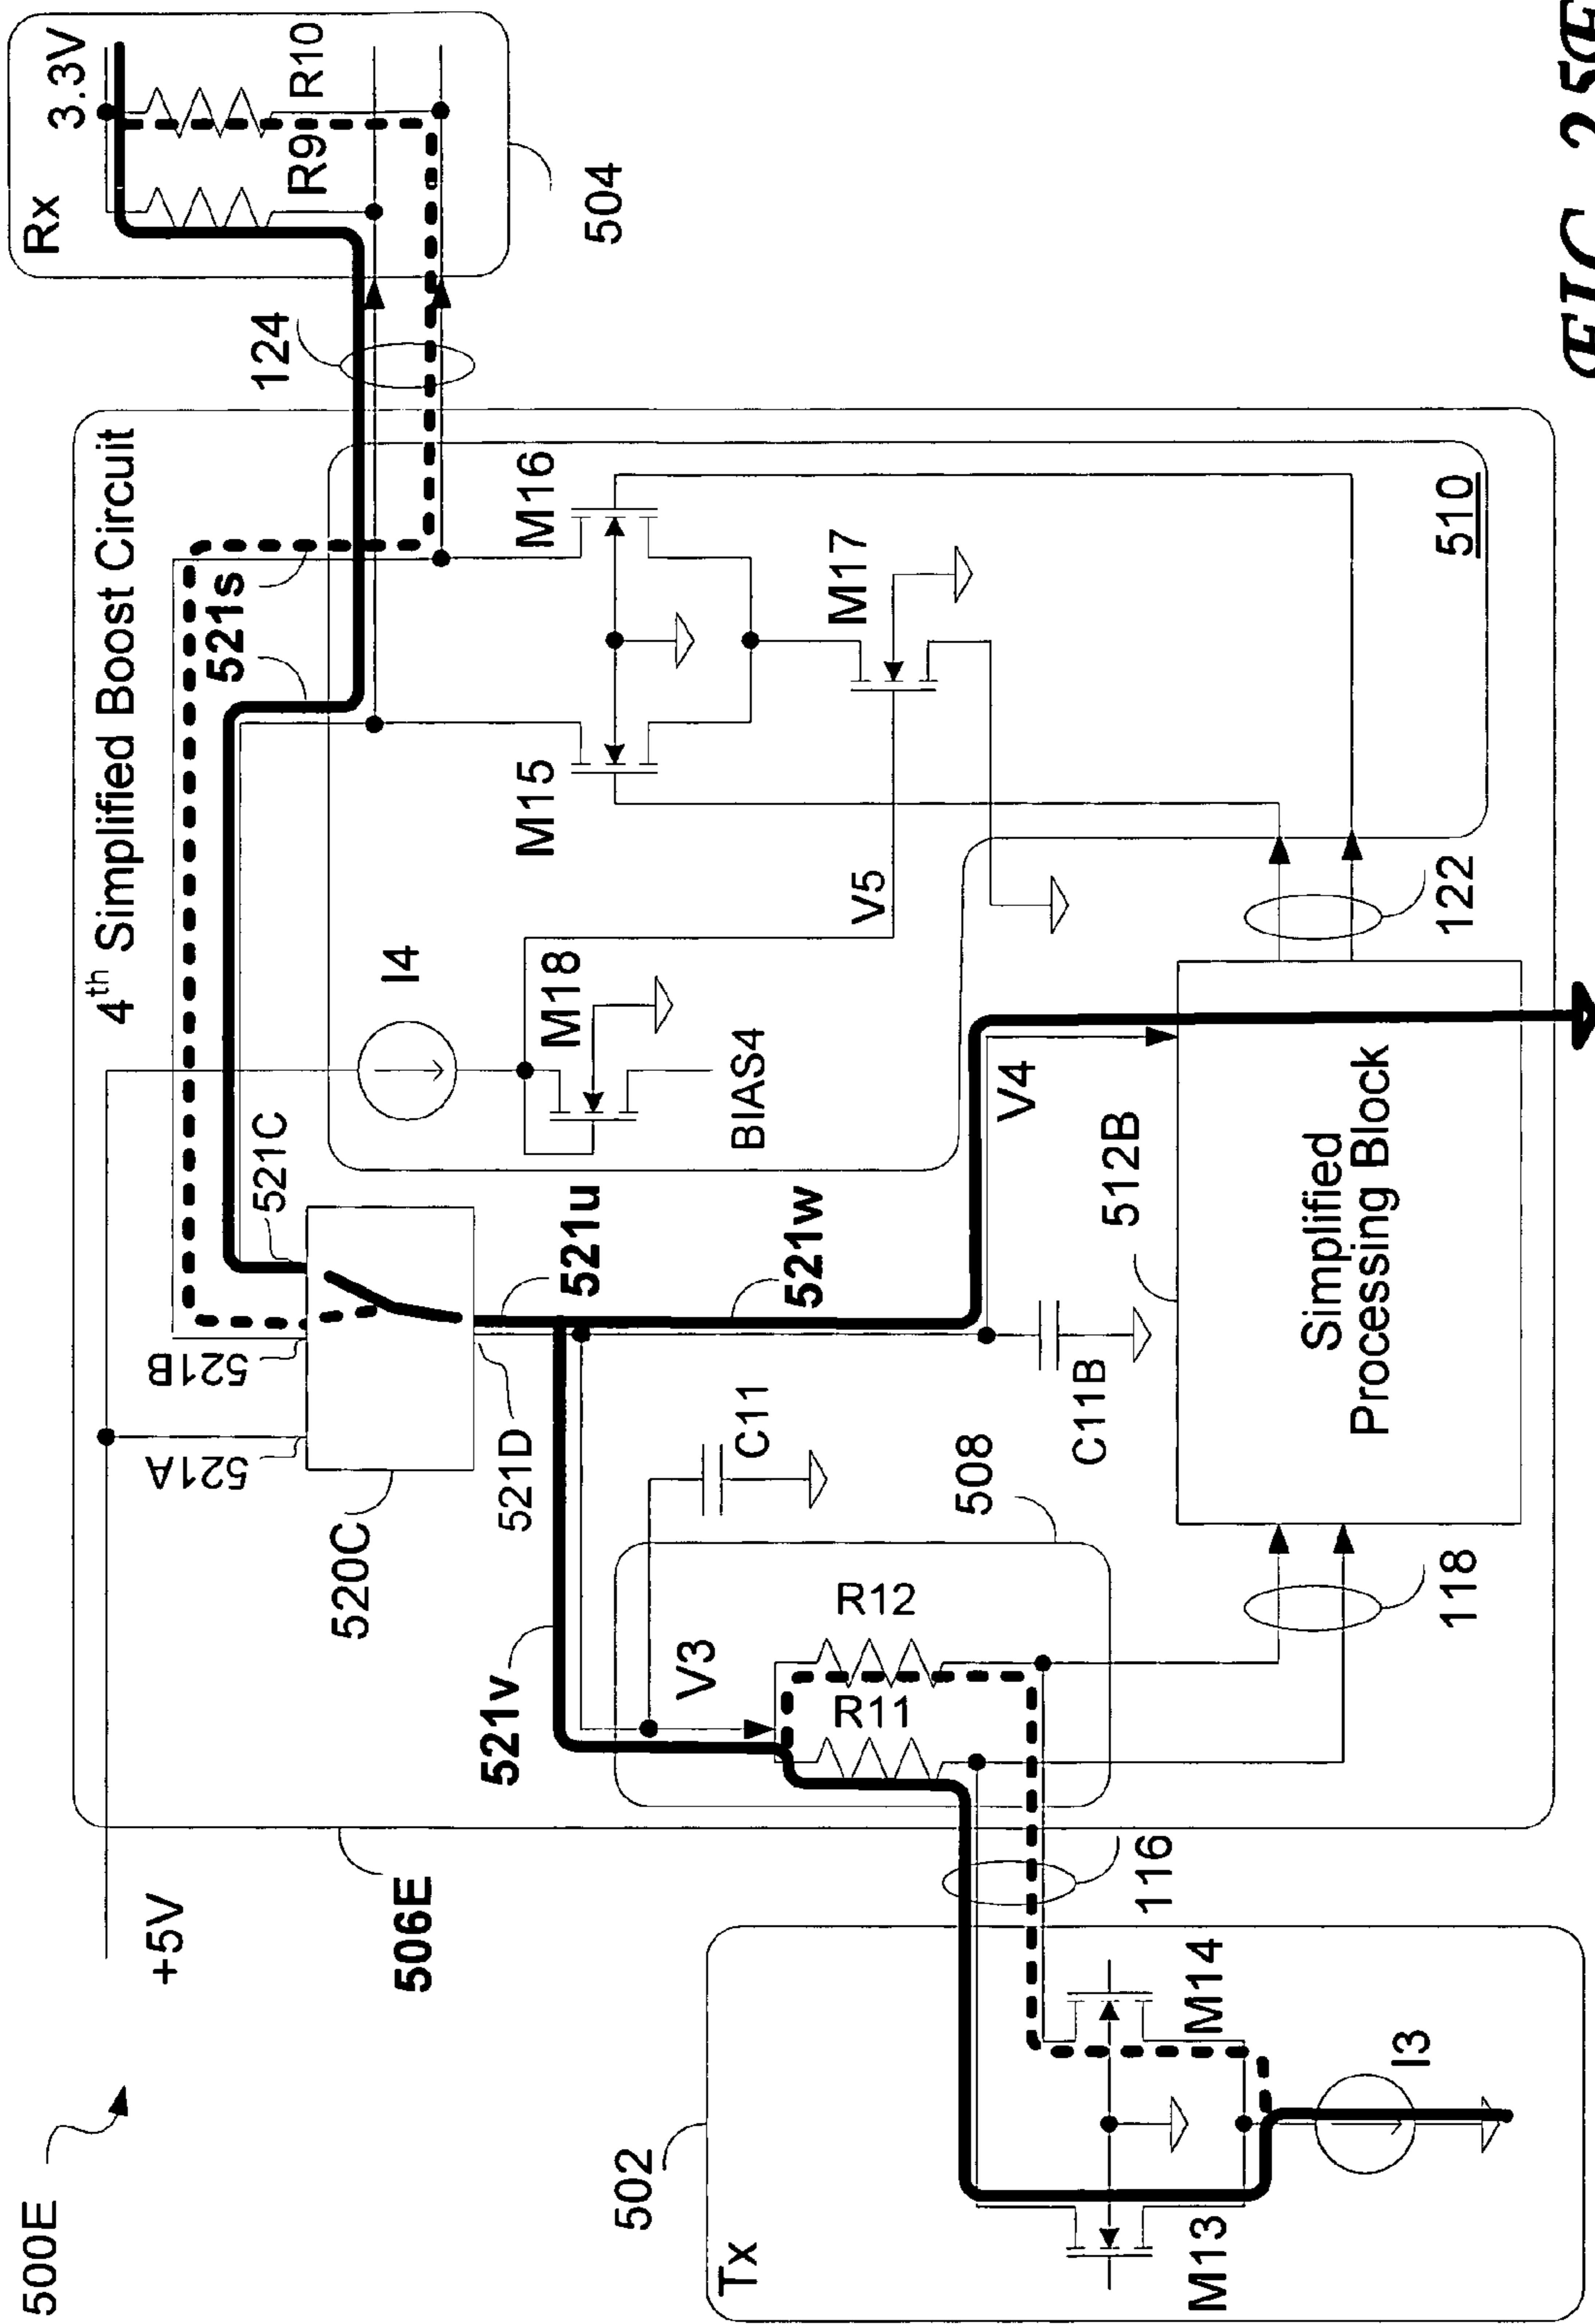 500E
+5V
506E
4th Simplified Boost Circuit
Rx
3.3V
R9
R10
504
124
521s
521C
521B
521A
520C
521D
521u
521v
521w
I4
M18
BIAS4
V5
M15
M16
M17
510
V3
C11
R12
R11
508
C11B
V4
512B
Simplified
Processing Block
122
118
116
502
Tx
M13
M14
I3
FIG 25E